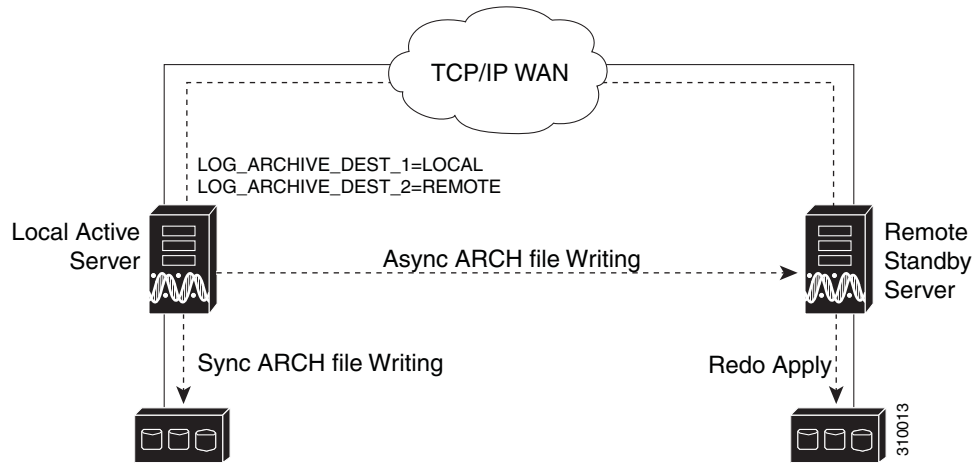 TCP/IP WAN
LOG_ARCHIVE_DEST_1=LOCAL
LOG_ARCHIVE_DEST_2=REMOTE
Local Active
Server
Async ARCH file Writing
Remote
Standby
Server
Sync ARCH file Writing
Redo Apply
310013